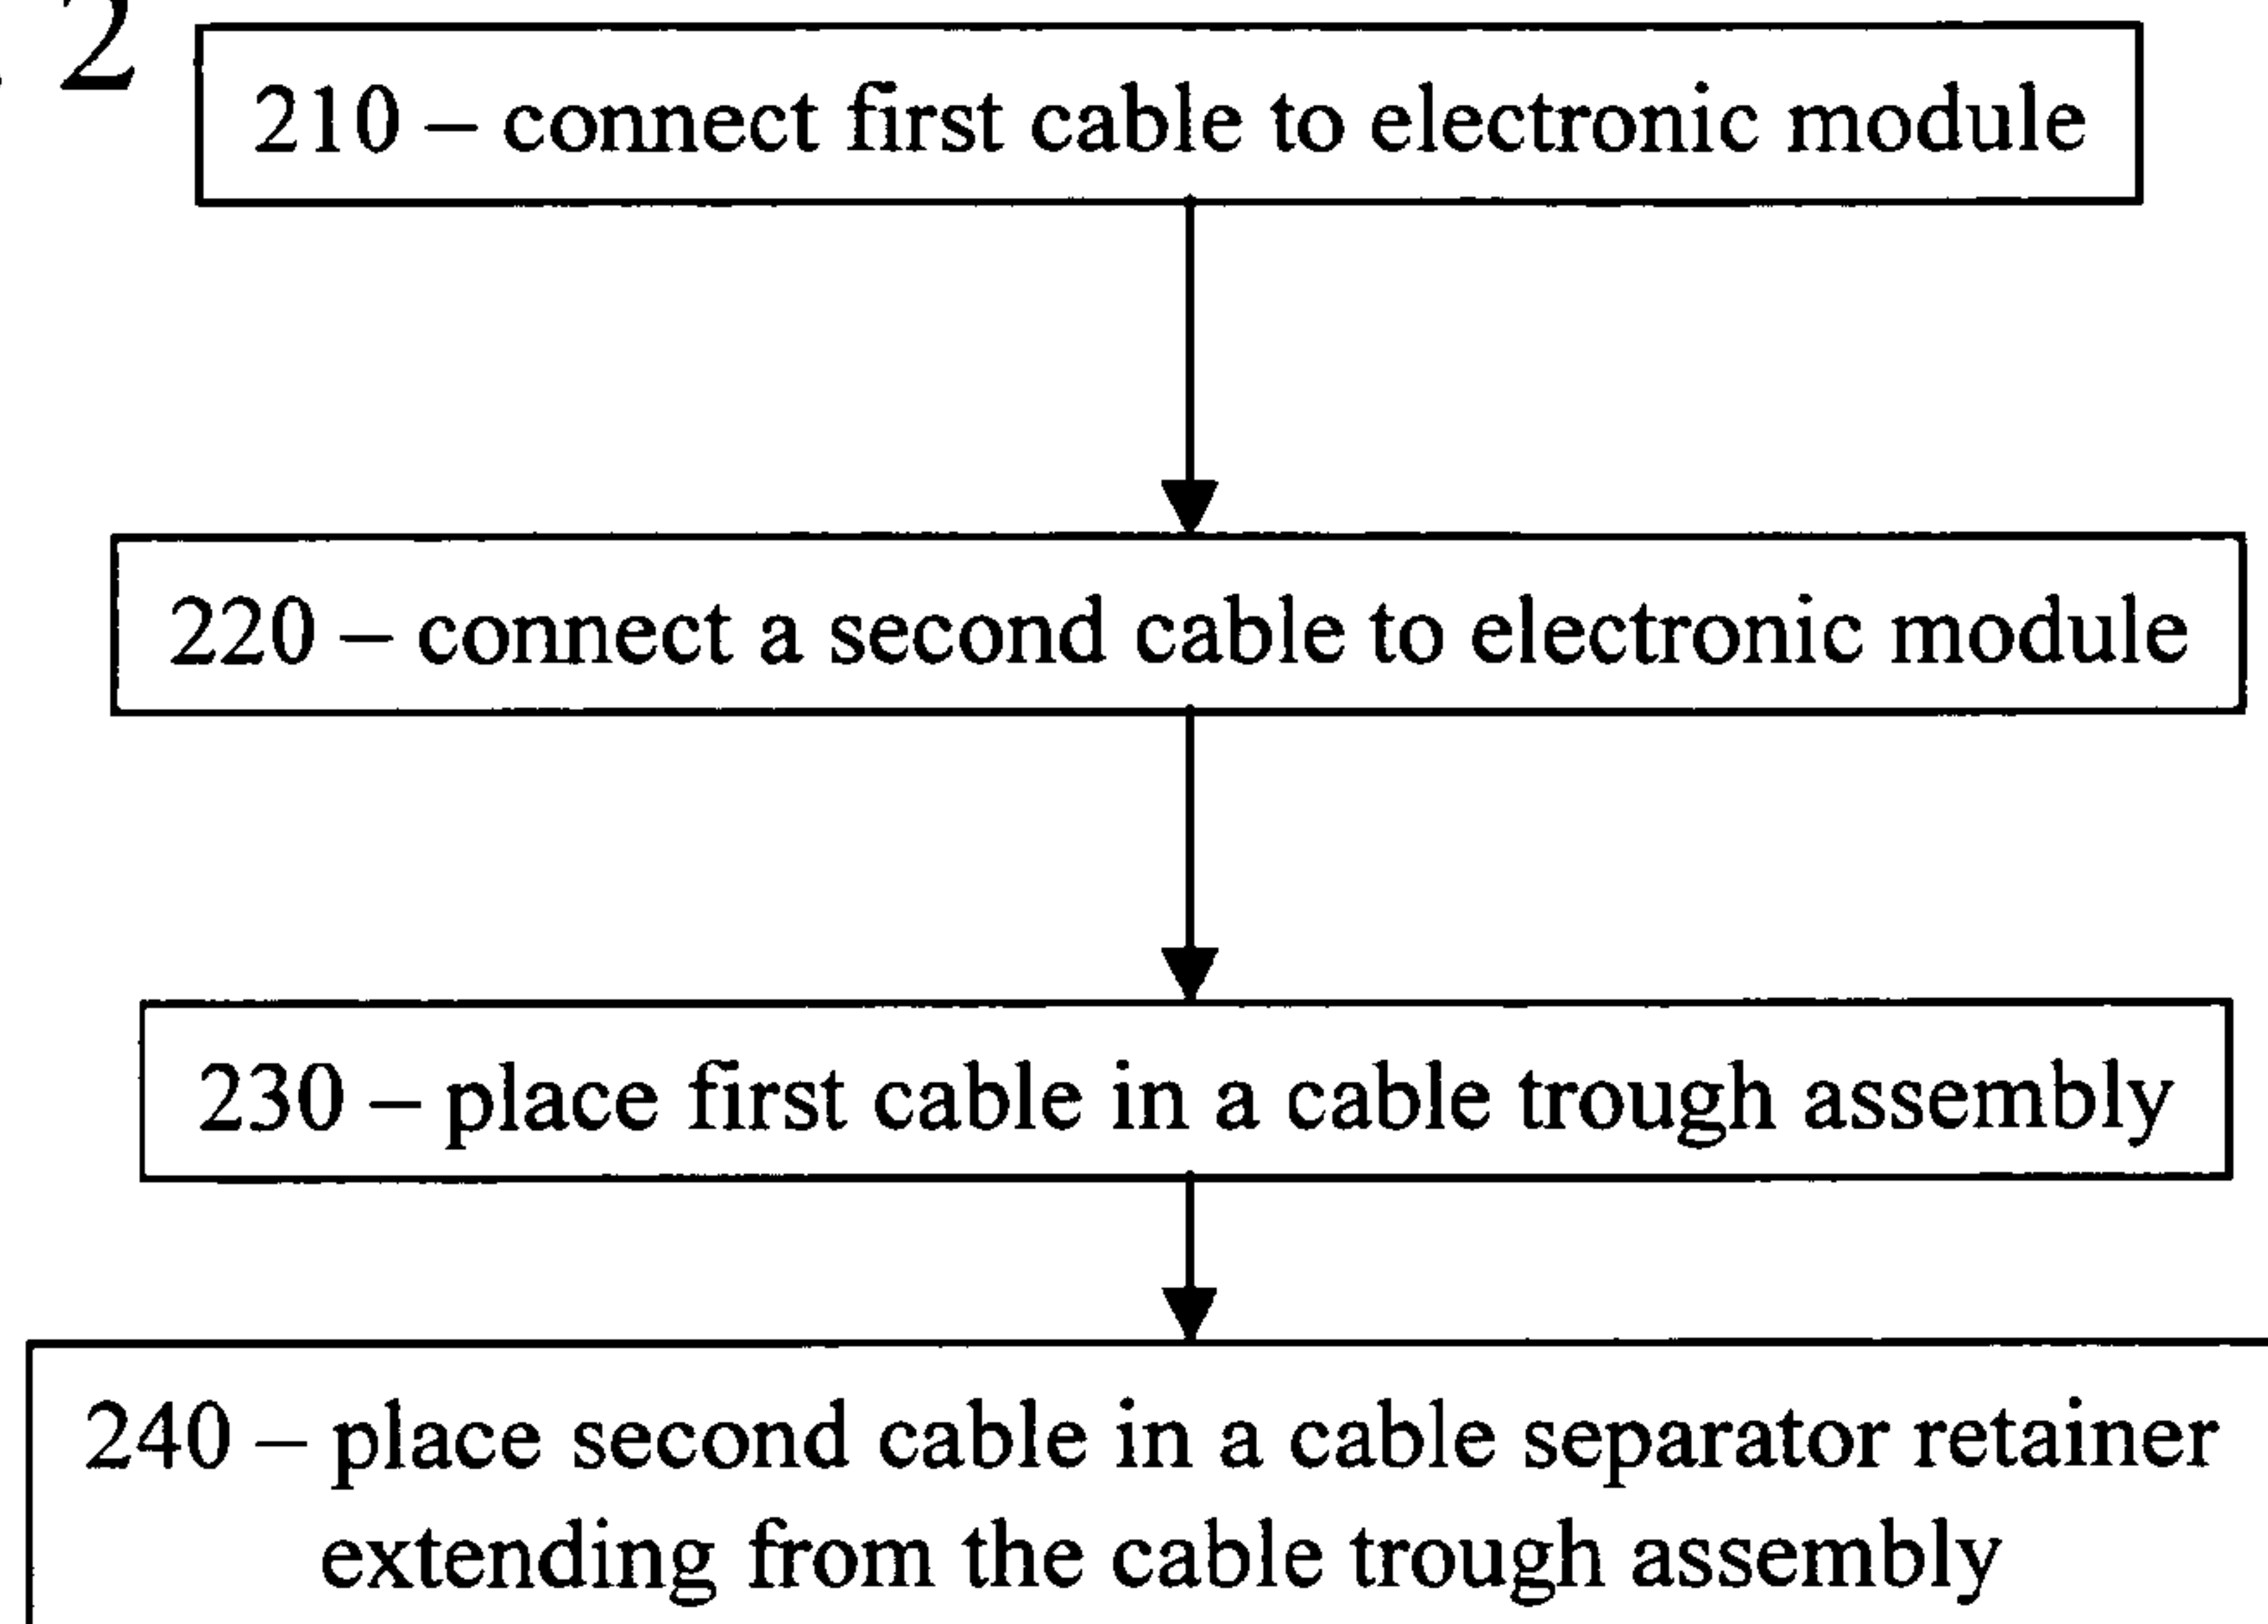 2
210 – connect first cable to electronic module
220 – connect a second cable to electronic module
230 – place first cable in a cable trough assembly
240 – place second cable in a cable separator retainer
extending from the cable trough assembly